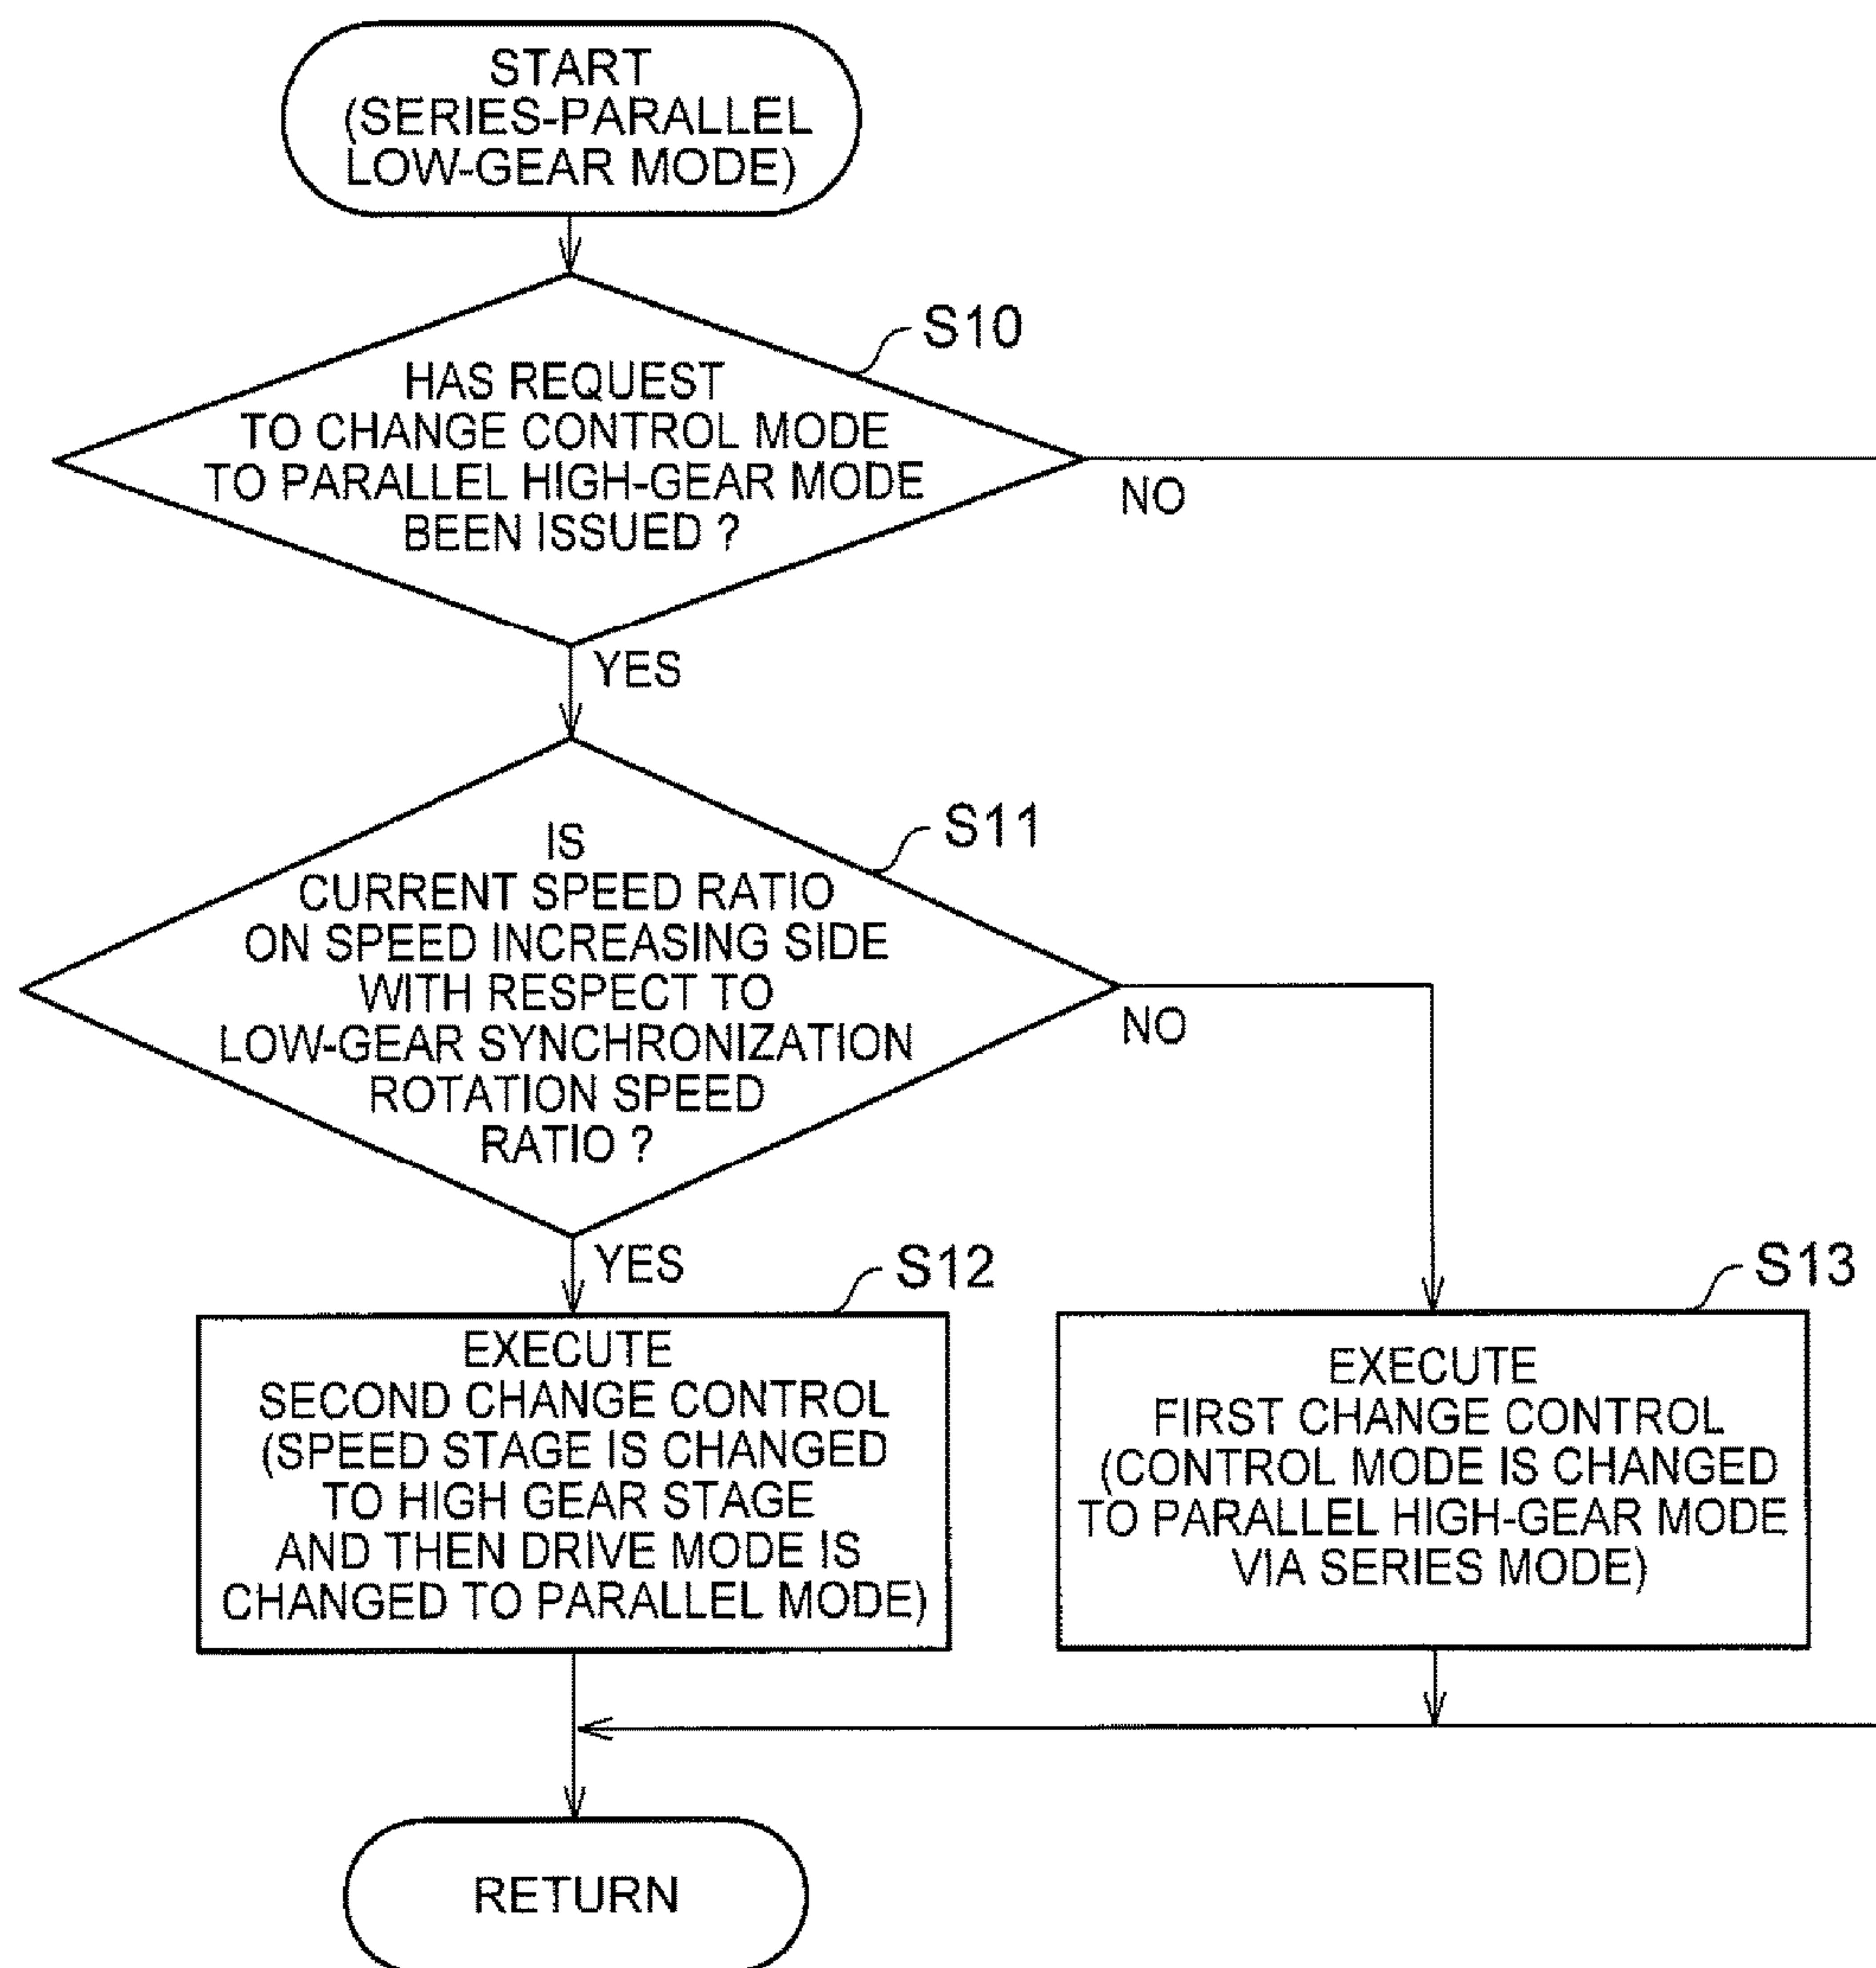 START
(SERIES-PARALLEL
LOW-GEAR MODE)
S10
HAS REQUEST
TO CHANGE CONTROL MODE
TO PARALLEL HIGH-GEAR MODE
BEEN ISSUED ?
NO
YES
S11
IS
CURRENT SPEED RATIO
ON SPEED INCREASING SIDE
WITH RESPECT TO
LOW-GEAR SYNCHRONIZATION
ROTATION SPEED
RATIO ?
NO
YES
S12
EXECUTE
SECOND CHANGE CONTROL
(SPEED STAGE IS CHANGED
TO HIGH GEAR STAGE
AND THEN DRIVE MODE IS
CHANGED TO PARALLEL MODE)
S13
EXECUTE
FIRST CHANGE CONTROL
(CONTROL MODE IS CHANGED
TO PARALLEL HIGH-GEAR MODE
VIA SERIES MODE)
RETURN